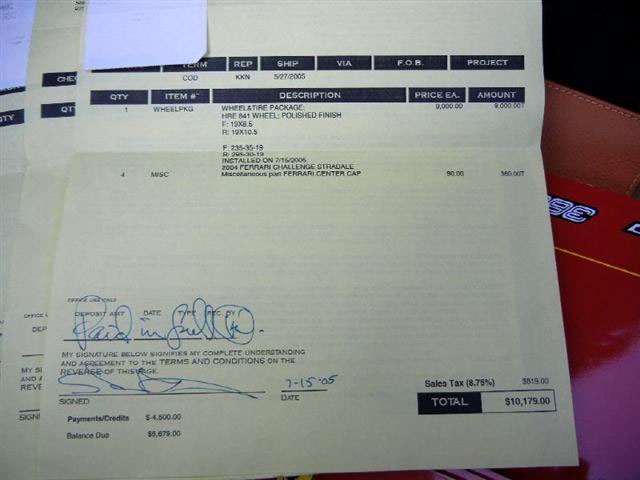 TERM REP SHIP VIA F.O.B. PROJECT
COD KKN 5/27/2005
QTY ITEM # DESCRIPTION PRICE EA. AMOUNT
1 WHEELPKG WHEEL&TIRE PACKAGE: 9,000.00 9,000.00T
HRE 841 WHEEL; POLISHED FINISH
F: 19X8.5
R: 19X10.5
F: 235-35-19
R: 295-30-19
INSTALLED ON 7/15/2005
2004 FERRARI CHALLENGE STRADALE
4 MISC Miscellaneous part FERRARI CENTER CAP 90.00 360.00T
OFFICE USE ONLY
DEPOSIT AMT DATE TYPE REC. BY
Paid in full
MY SIGNATURE BELOW SIGNIFIES MY COMPLETE UNDERSTANDING
AND AGREEMENT TO THE TERMS AND CONDITIONS ON THE
REVERSE OF THIS PAGE.
7-15-05
SIGNED DATE
Sales Tax (8.75%) $819.00
TOTAL $10,179.00
Payments/Credits $-4,500.00
Balance Due $5,679.00
QTY
QTY